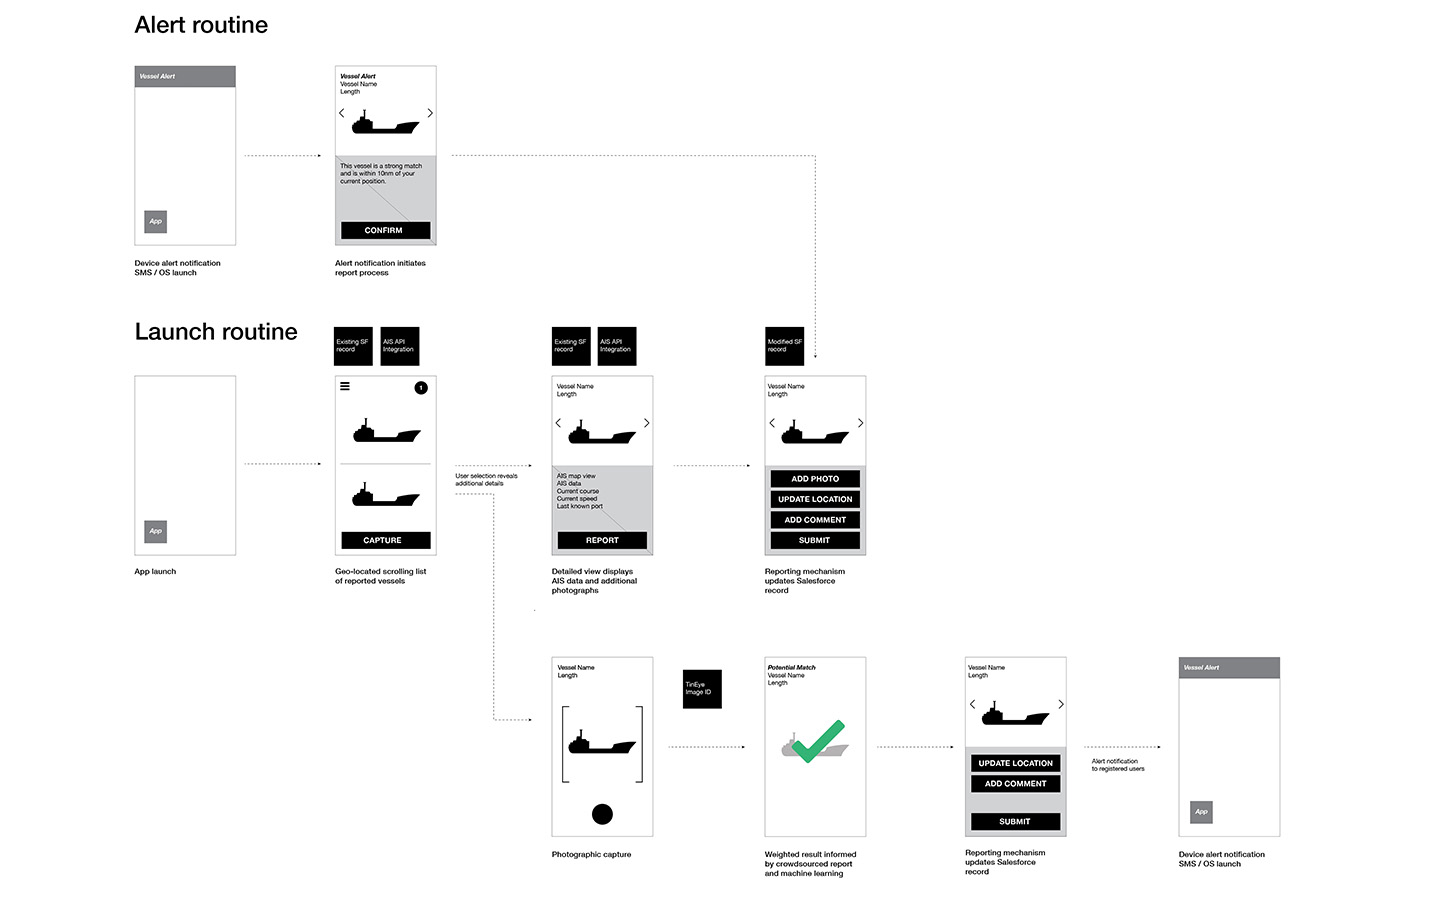 Alert routine
Vessel Alert
App
Device alert notification
SMS / OS launch
Vessel Alert
Vessel Name
Length
This vessel is a strong match
and is within 10nm of your
current position.
CONFIRM
Alert notification initiates
report process
Launch routine
App
App launch
Existing SF
record
AIS API
Integration
1
CAPTURE
Geo-located scrolling list
of reported vessels
User selection reveals
additional details
Existing SF
record
AIS API
Integration
Vessel Name
Length
AIS map view
AIS data
Current course
Current speed
Last known port
REPORT
Detailed view displays
AIS data and additional
photographs
Modified SF
record
Vessel Name
Length
ADD PHOTO
UPDATE LOCATION
ADD COMMENT
SUBMIT
Reporting mechanism
updates Salesforce
record
Vessel Name
Length
Photographic capture
TinEye
Image ID
Potential Match
Vessel Name
Length
Weighted result informed
by crowdsourced report
and machine learning
Vessel Name
Length
UPDATE LOCATION
ADD COMMENT
SUBMIT
Reporting mechanism
updates Salesforce
record
Alert notification
to registered users
Vessel Alert
App
Device alert notification
SMS / OS launch